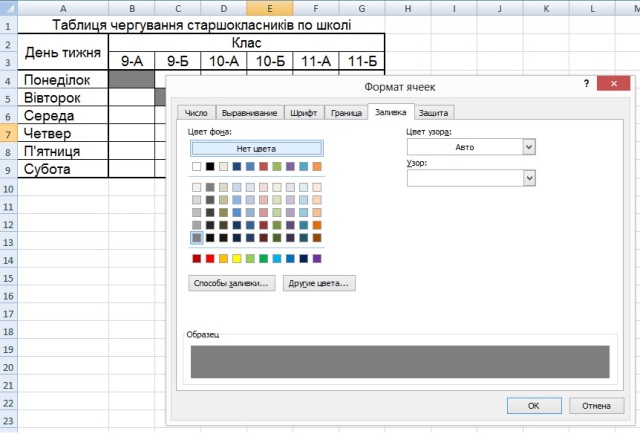 A B C D E F G H I J K L M
1 Таблиця чергування старшокласників по школі
2 День тижня Клас
3 9-А 9-Б 10-А 10-Б 11-А 11-Б
4 Понеділок
5 Вівторок
6 Середа
7 Четвер
8 П'ятниця
9 Субота
10
11
12
13
14
15
16
17
18
19
20
21
22
23
Формат ячеек ?
Число Выравнивание Шрифт Граница Заливка Защита
Цвет фона: Цвет узора:
Нет цвета Авто
Узор:
Способы заливки... Другие цвета...
Образец
ОК Отмена